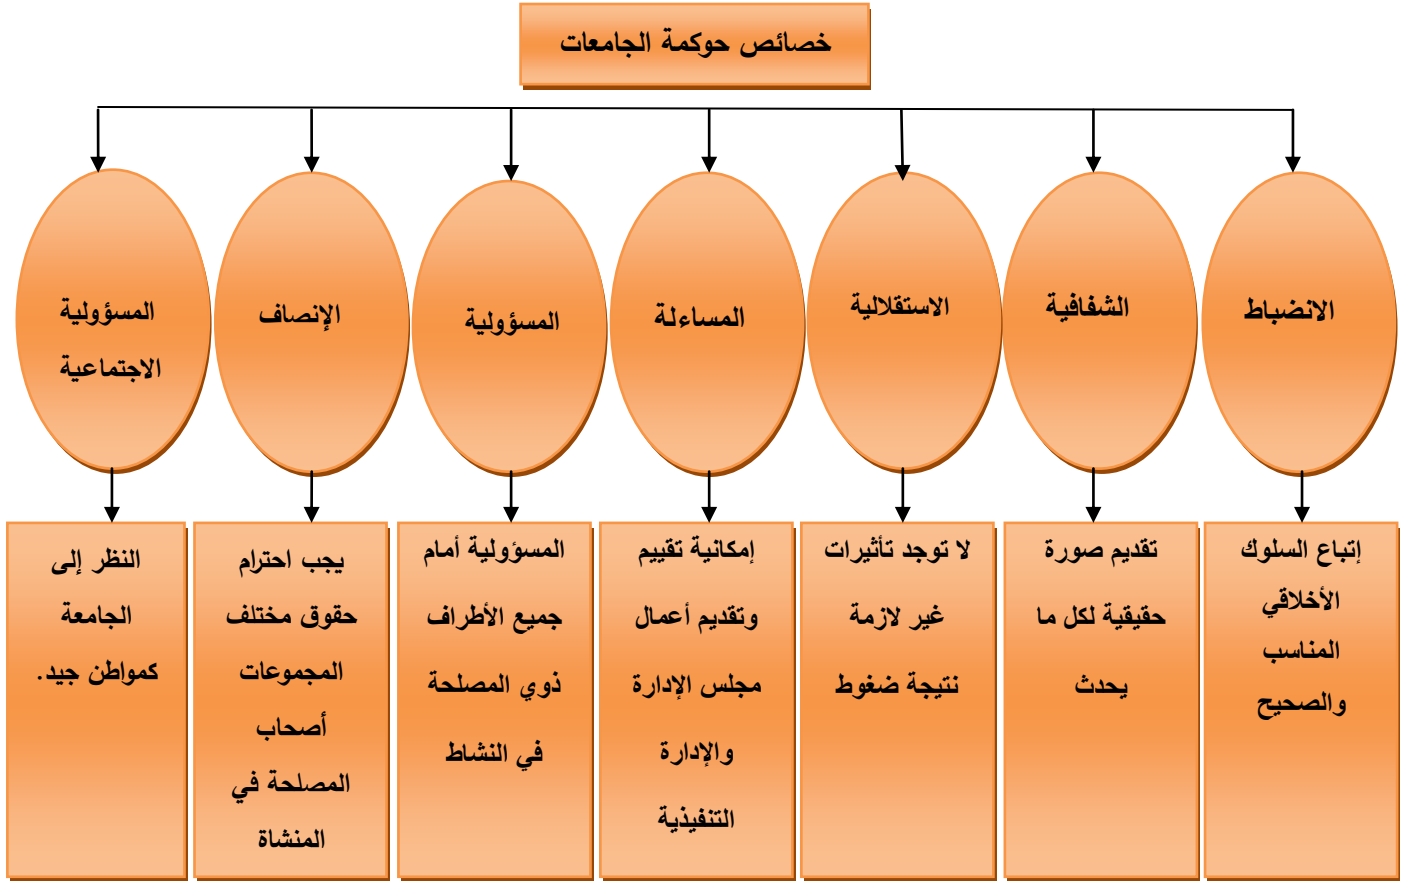 خصائص حوكمة الجامعات
الانضباط
الشفافية
الاستقلالية
المساءلة
المسؤولية
الإنصاف
المسؤولية
الاجتماعية
إتباع السلوك
الأخلاقي
المناسب
والصحيح
تقديم صورة
حقيقية لكل ما
يحدث
لا توجد تأثيرات
غير لازمة
نتيجة ضغوط
إمكانية تقييم
وتقديم أعمال
مجلس الإدارة
والإدارة
التنفيذية
المسؤولية أمام
جميع الأطراف
ذوي المصلحة
في النشاط
يجب احترام
حقوق مختلف
المجموعات
أصحاب
المصلحة في
المنشاة
النظر إلى
الجامعة
كمواطن جيد.